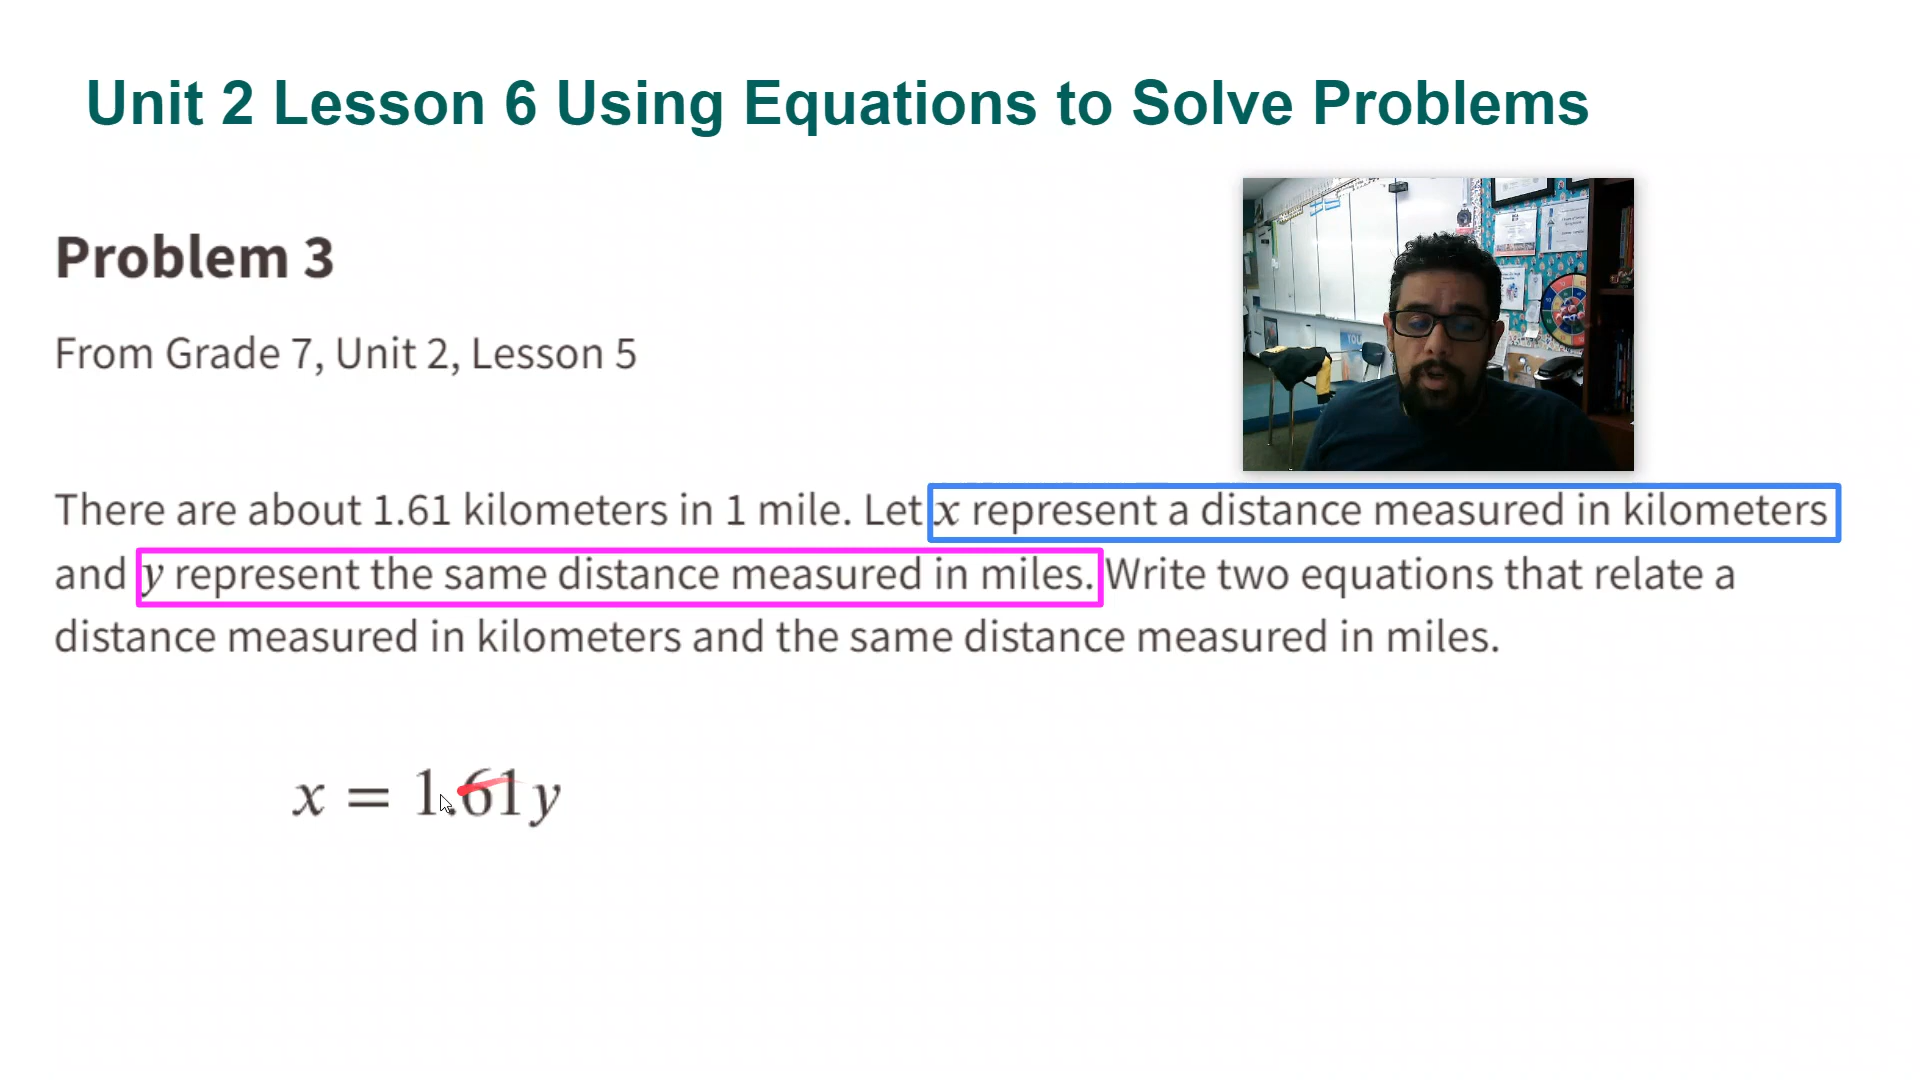 Unit 2 Lesson 6 Using Equations to Solve Problems
Problem 3
From Grade 7, Unit 2, Lesson 5
There are about 1.61 kilometers in 1 mile. Let x represent a distance measured in kilometers
and y represent the same distance measured in miles. Write two equations that relate a
distance measured in kilometers and the same distance measured in miles.
x = 1.61y